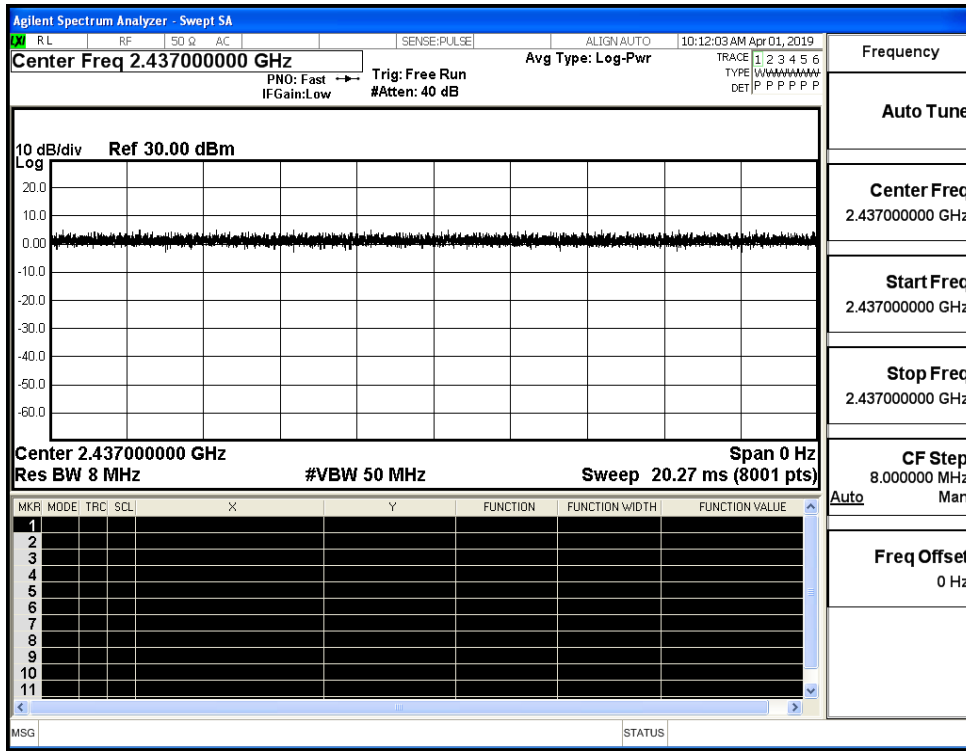 Agilent Spectrum Analyzer - Swept SA
LXI RL RF 50 Ω AC SENSE:PULSE ALIGN AUTO 10:12:03 AM Apr 01, 2019
Center Freq 2.437000000 GHz
PNO: Fast
IFGain:Low
Trig: Free Run
#Atten: 40 dB
Avg Type: Log-Pwr
TRACE 1 2 3 4 5 6
TYPE
DET P P P P P P
10 dB/div Ref 30.00 dBm
Log
20.0
10.0
0.00
-10.0
-20.0
-30.0
-40.0
-50.0
-60.0
Center 2.437000000 GHz Span 0 Hz
Res BW 8 MHz #VBW 50 MHz Sweep 20.27 ms (8001 pts)
MKR MODE TRC SCL X Y FUNCTION FUNCTION WIDTH FUNCTION VALUE
1
2
3
4
5
6
7
8
9
10
11
MSG STATUS
Frequency
Auto Tune
Center Freq
2.437000000 GHz
Start Freq
2.437000000 GHz
Stop Freq
2.437000000 GHz
CF Step
8.000000 MHz
Auto Man
Freq Offset
0 Hz